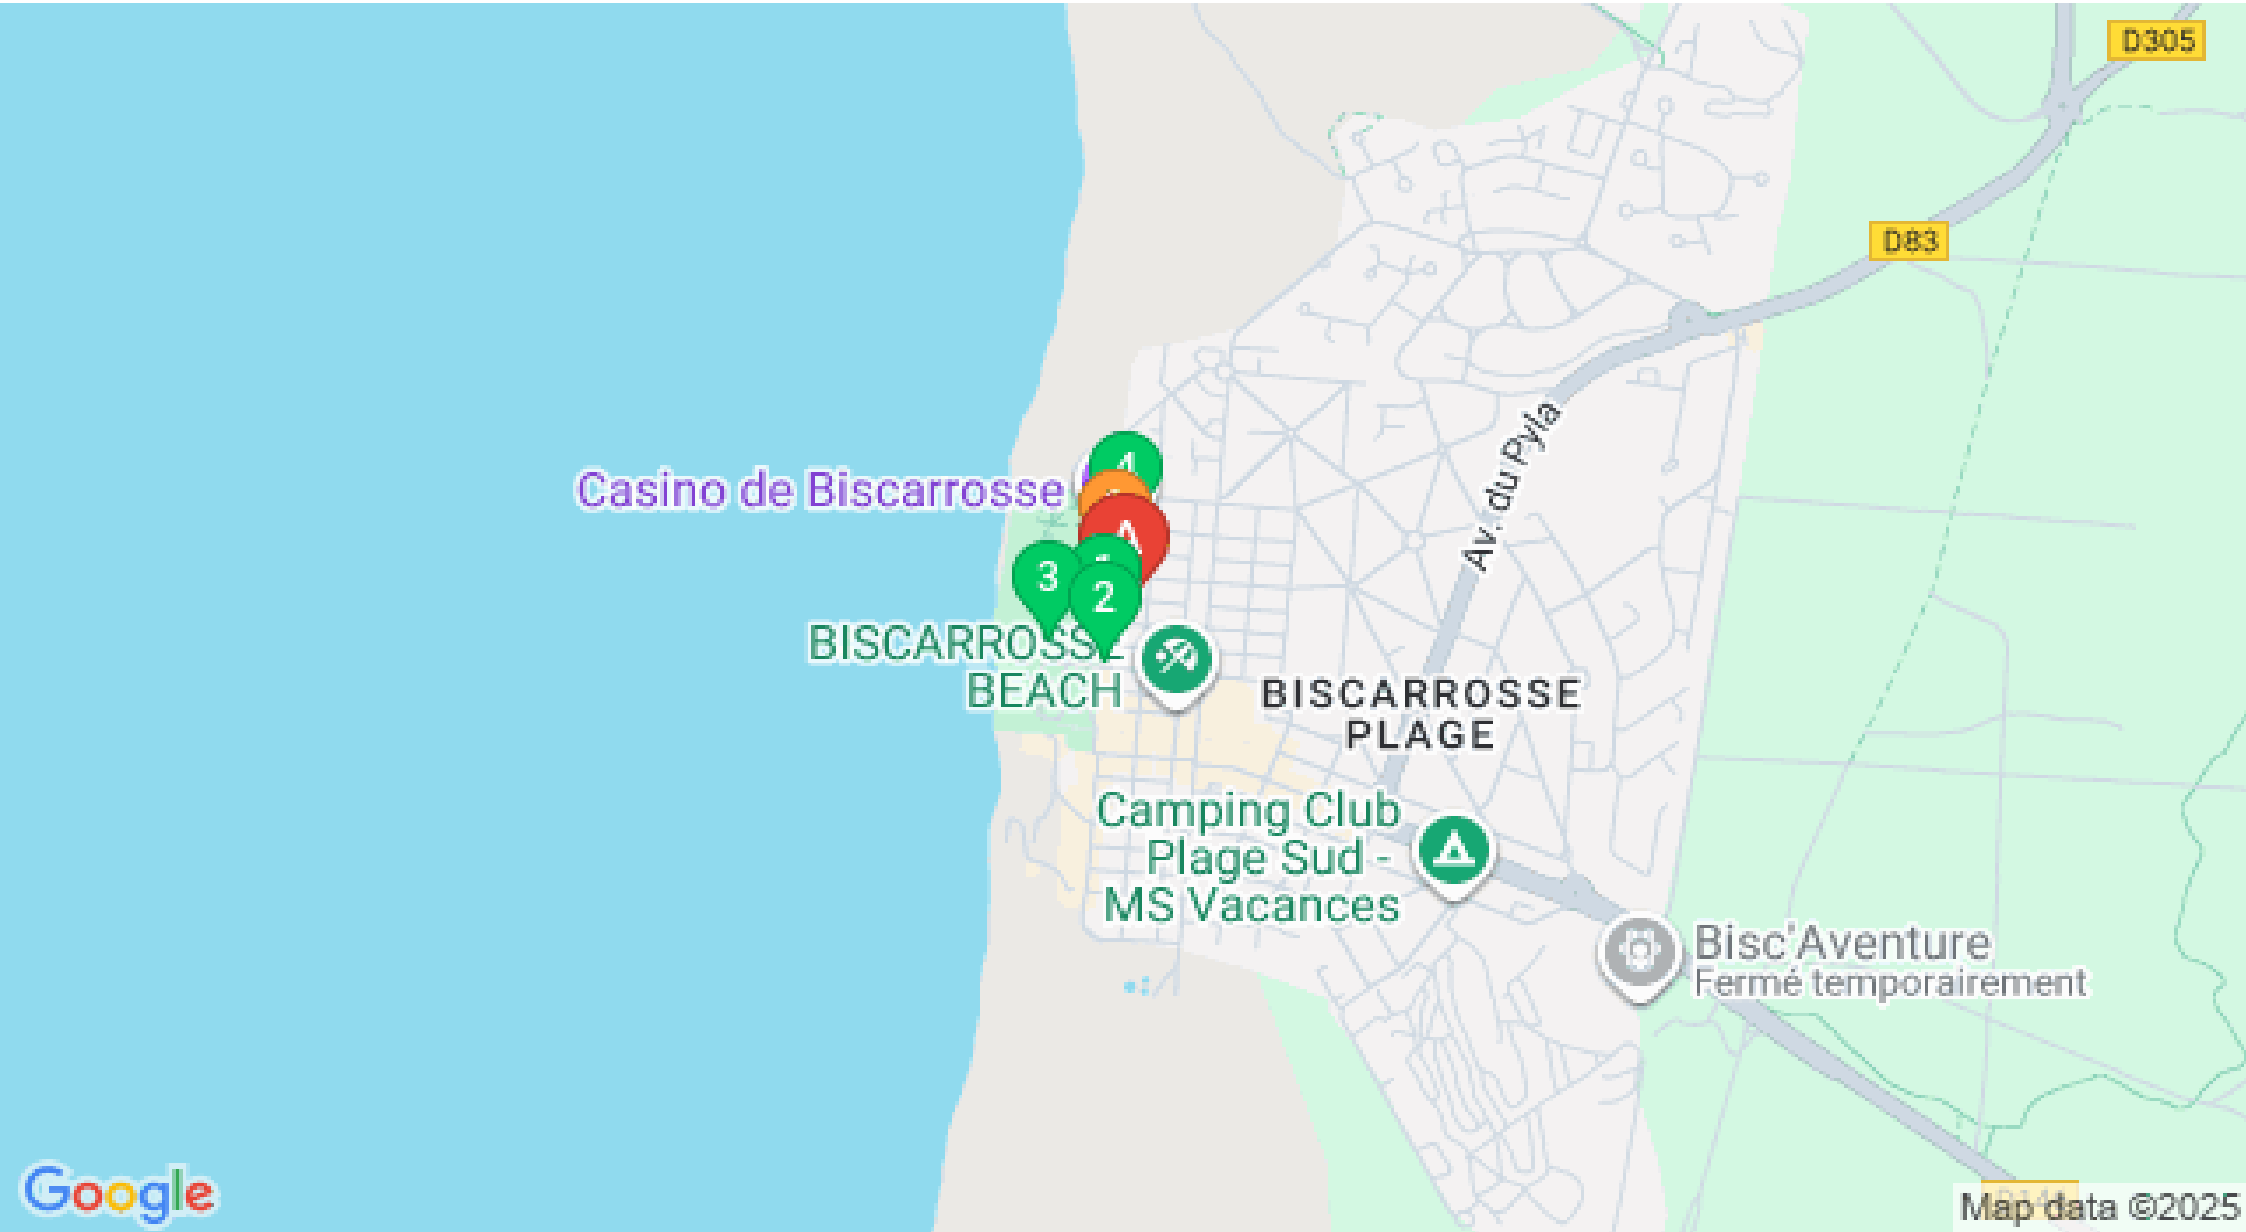 D305
D83
Av. du Pyla
4
Casino de Biscarrosse
A
3
2
BISCARROSSE
BEACH
BISCARROSSE
PLAGE
Camping Club
Plage Sud -
MS Vacances
Bisc'Aventure
Fermé temporairement
Google
Map data ©2025